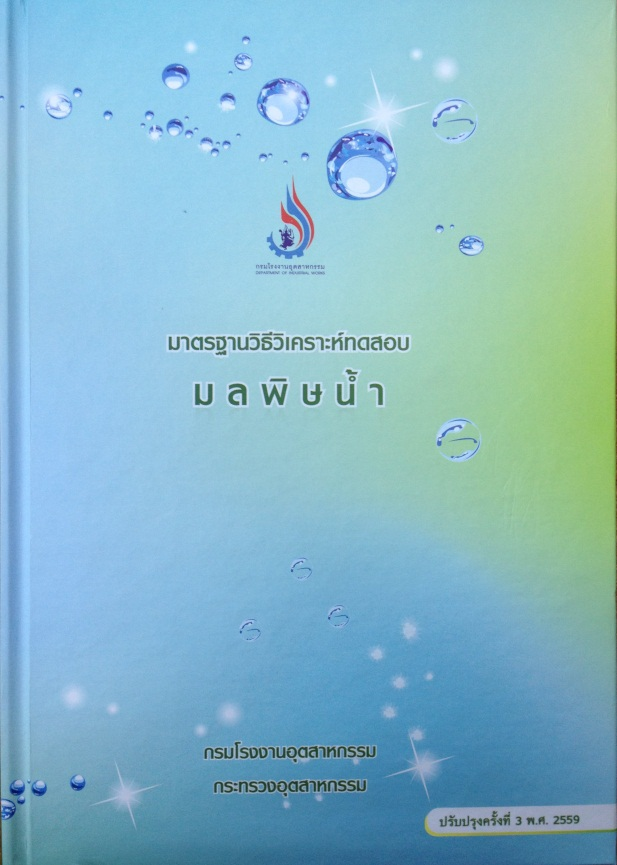 กรมโรงงานอุตสาหกรรม
DEPARTMENT OF INDUSTRIAL WORKS
มาตรฐานวิธีวิเคราะห์ทดสอบ
มลพิษน้ำ
กรมโรงงานอุตสาหกรรม
กระทรวงอุตสาหกรรม
ปรับปรุงครั้งที่ 3 พ.ศ. 2559